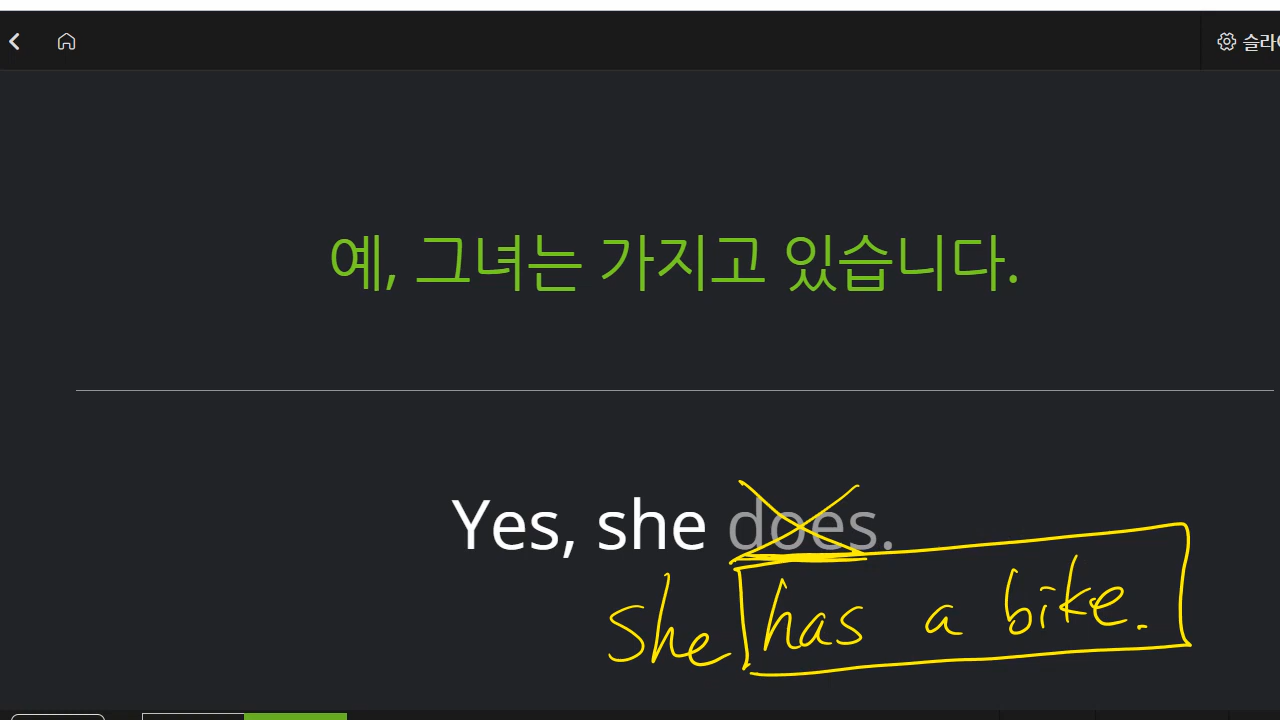 슬라이
예, 그녀는 가지고 있습니다.
Yes, she does.
She has a bike.